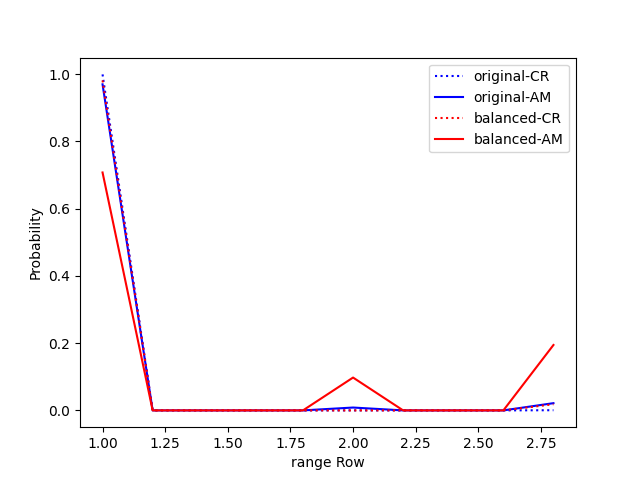 original-CR
original-AM
balanced-CR
balanced-AM
Probability
1.0
0.8
0.6
0.4
0.2
0.0
1.00 1.25 1.50 1.75 2.00 2.25 2.50 2.75
range Row